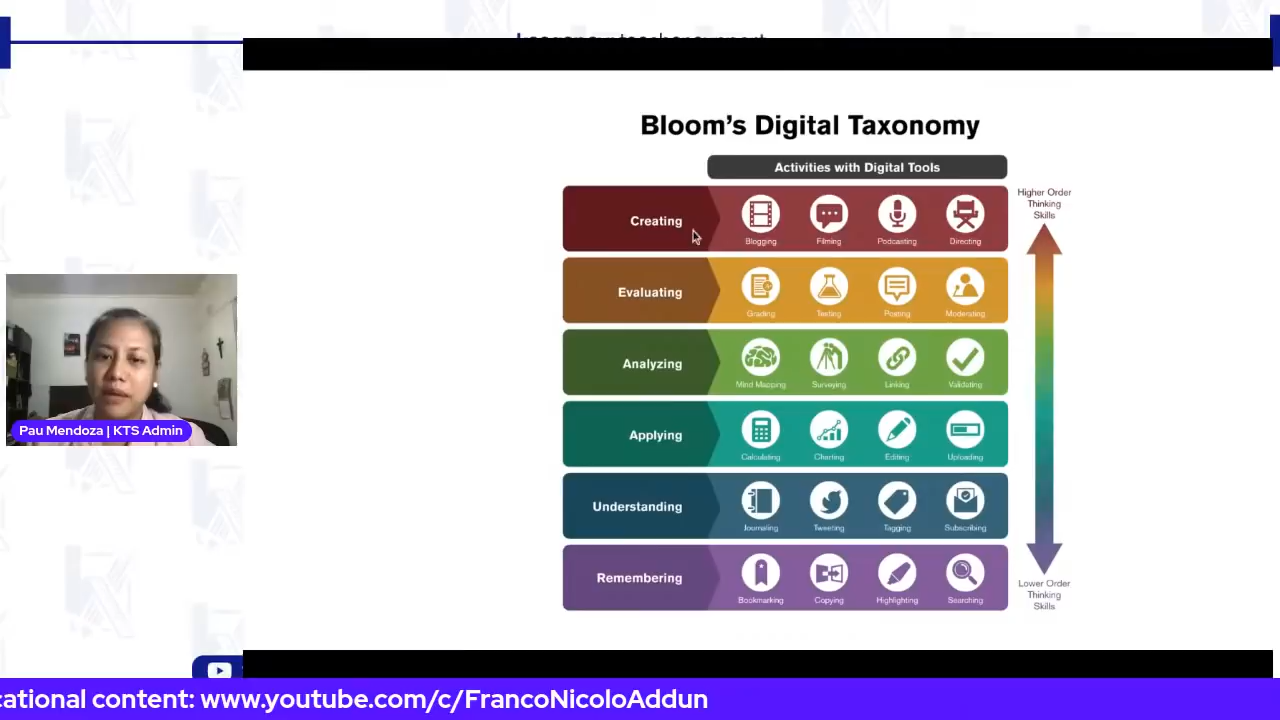 Bloom's Digital Taxonomy
Activities with Digital Tools
Higher Order
Thinking
Skills
Creating
Blogging Filming Podcasting Directing
Evaluating
Grading Testing Posting Moderating
Analyzing
Mind Mapping Surveying Linking Validating
Applying
Calculating Charting Editing Uploading
Understanding
Journaling Tweeting Tagging Subscribing
Remembering
Bookmarking Copying Highlighting Searching
Lower Order
Thinking
Skills
Pau Mendoza | KTS Admin
cational content: www.youtube.com/c/FrancoNicoloAddun